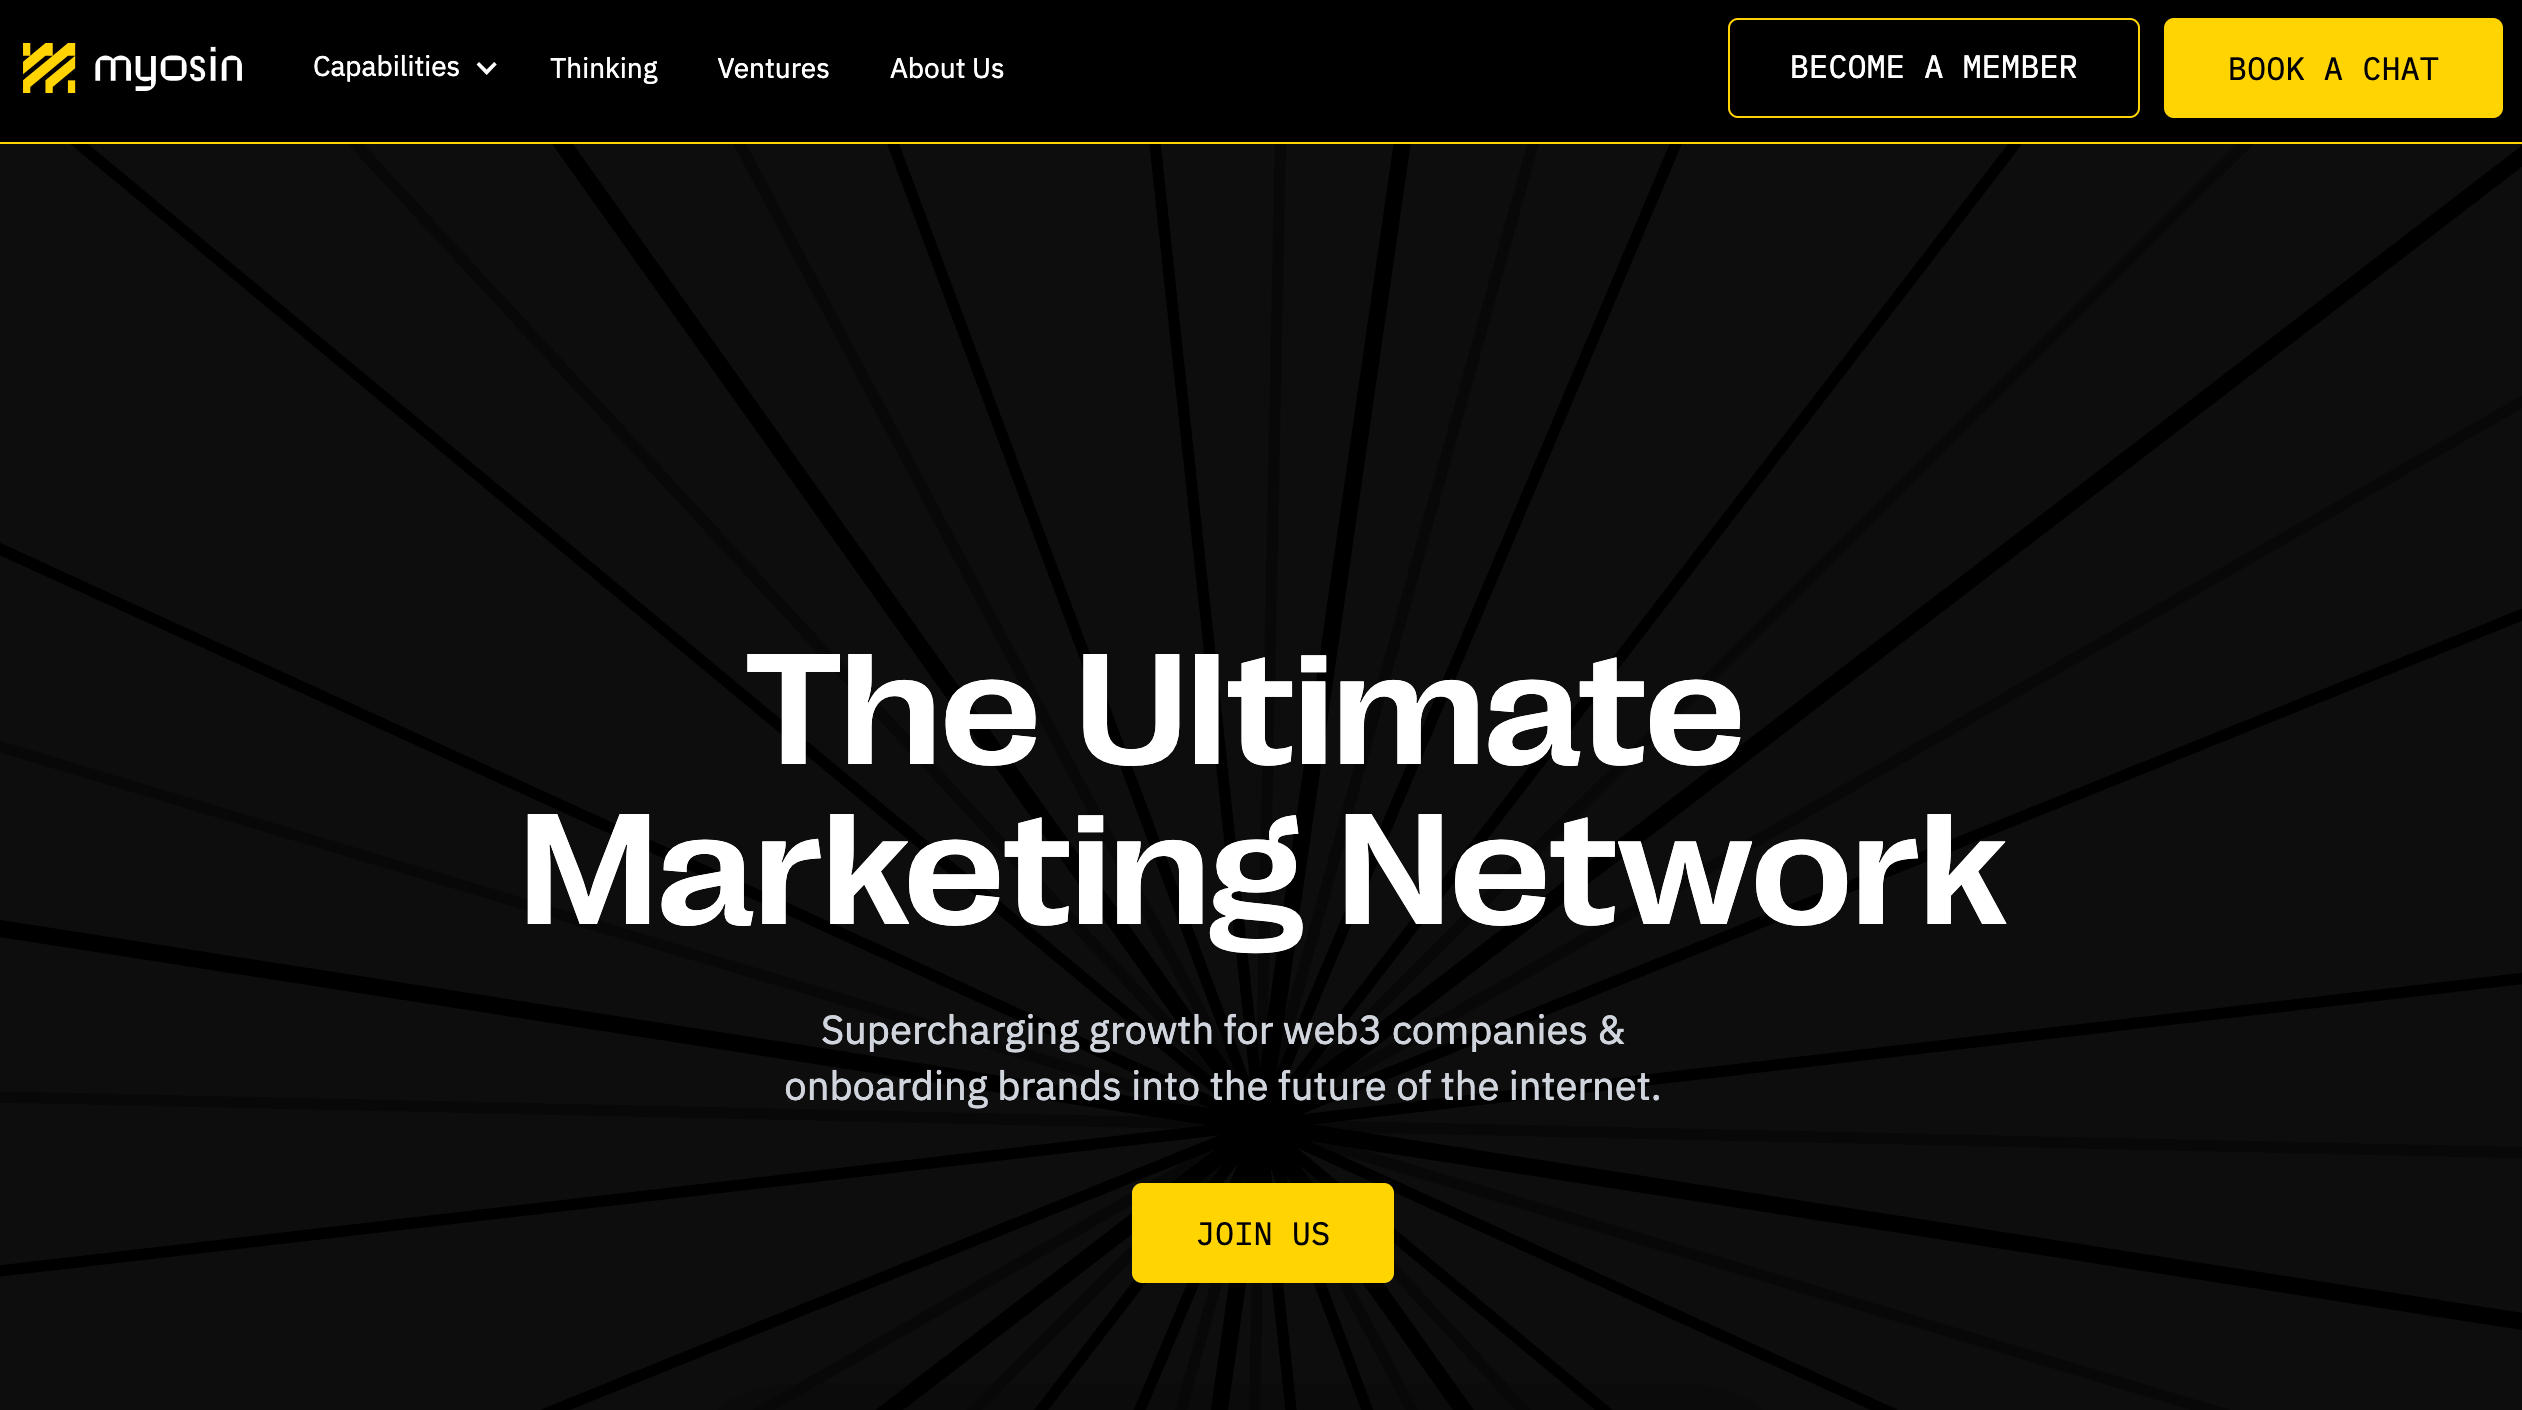 myosin
Capabilities
Thinking
Ventures
About Us
BECOME A MEMBER
BOOK A CHAT
The Ultimate
Marketing Network
Supercharging growth for web3 companies &
onboarding brands into the future of the internet.
JOIN US